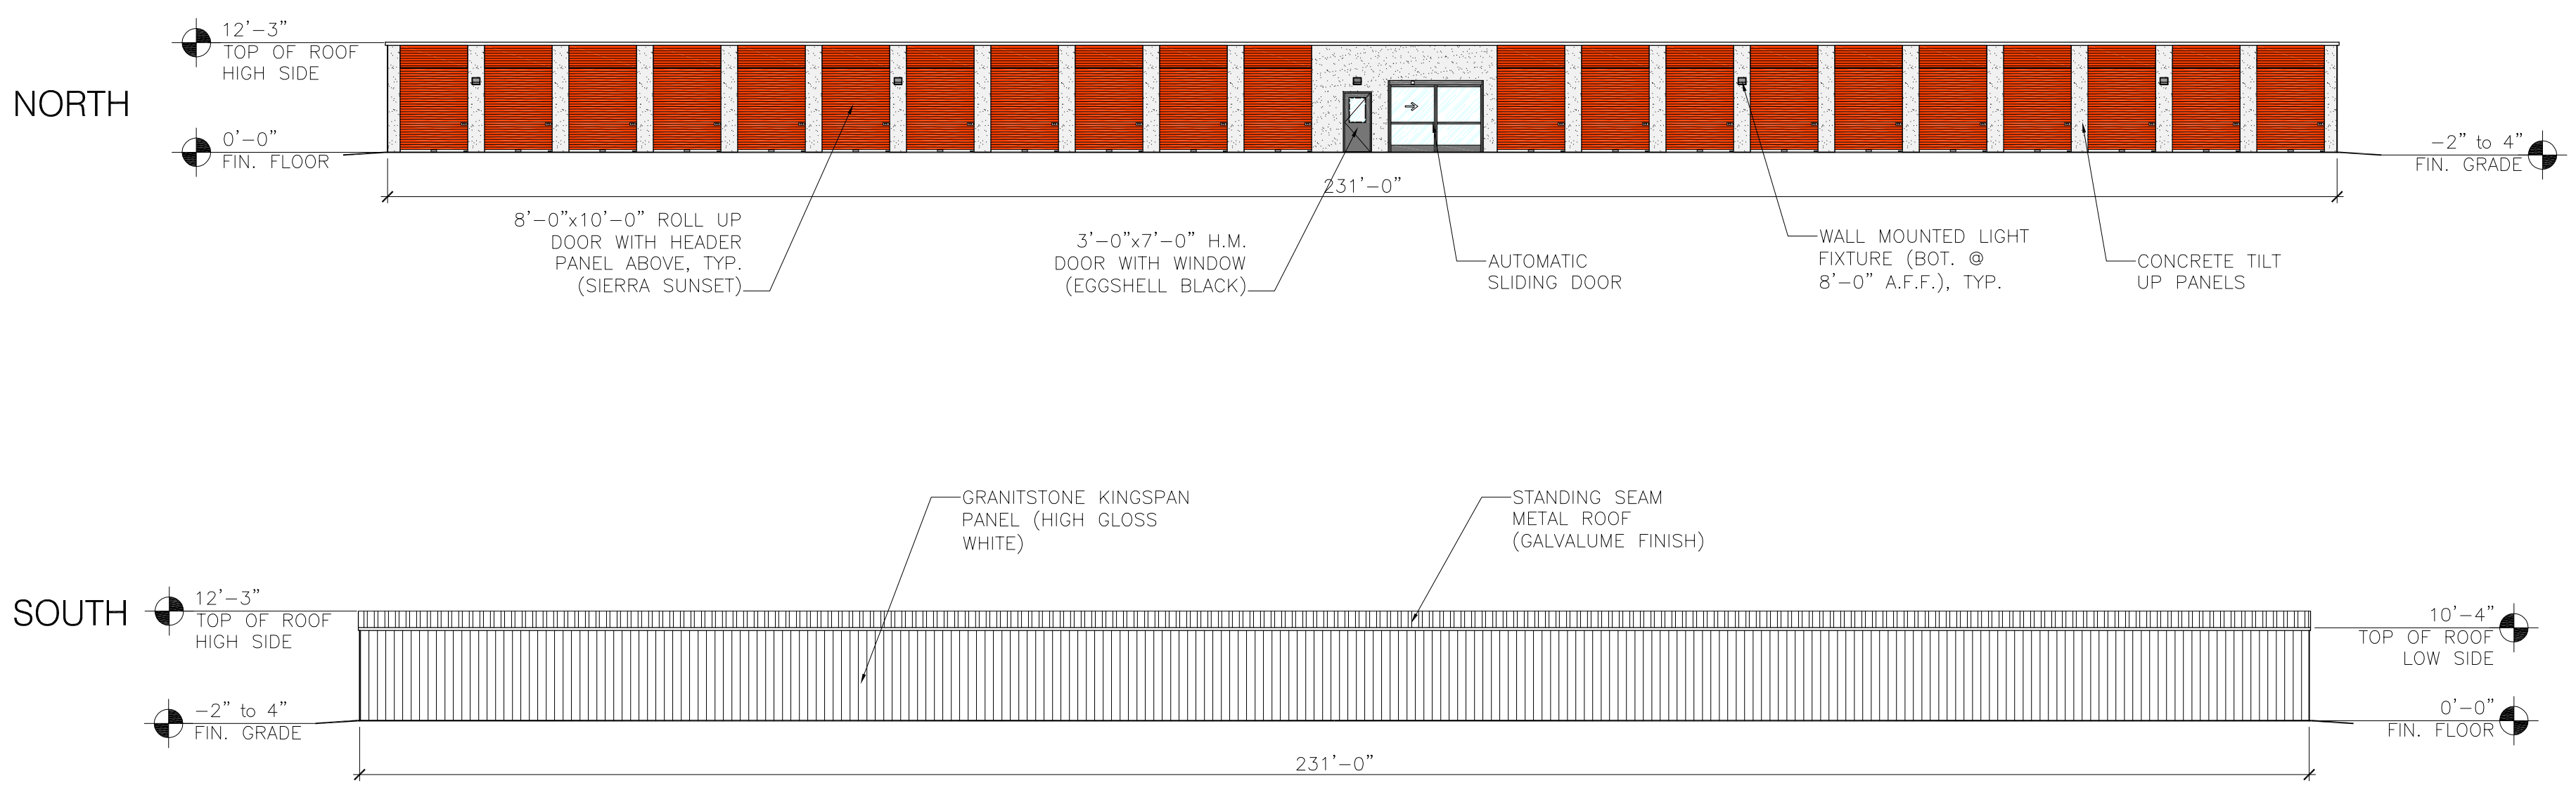 NORTH
12'-3"
TOP OF ROOF
HIGH SIDE
0'-0"
FIN. FLOOR
-2" to 4"
FIN. GRADE
231'-0"
8'-0"x10'-0" ROLL UP
DOOR WITH HEADER
PANEL ABOVE, TYP.
(SIERRA SUNSET)
3'-0"x7'-0" H.M.
DOOR WITH WINDOW
(EGGSHELL BLACK)
AUTOMATIC
SLIDING DOOR
WALL MOUNTED LIGHT
FIXTURE (BOT. @
8'-0" A.F.F.), TYP.
CONCRETE TILT
UP PANELS
GRANITSTONE KINGSPAN
PANEL (HIGH GLOSS
WHITE)
STANDING SEAM
METAL ROOF
(GALVALUME FINISH)
SOUTH
12'-3"
TOP OF ROOF
HIGH SIDE
-2" to 4"
FIN. GRADE
10'-4"
TOP OF ROOF
LOW SIDE
0'-0"
FIN. FLOOR
231'-0"